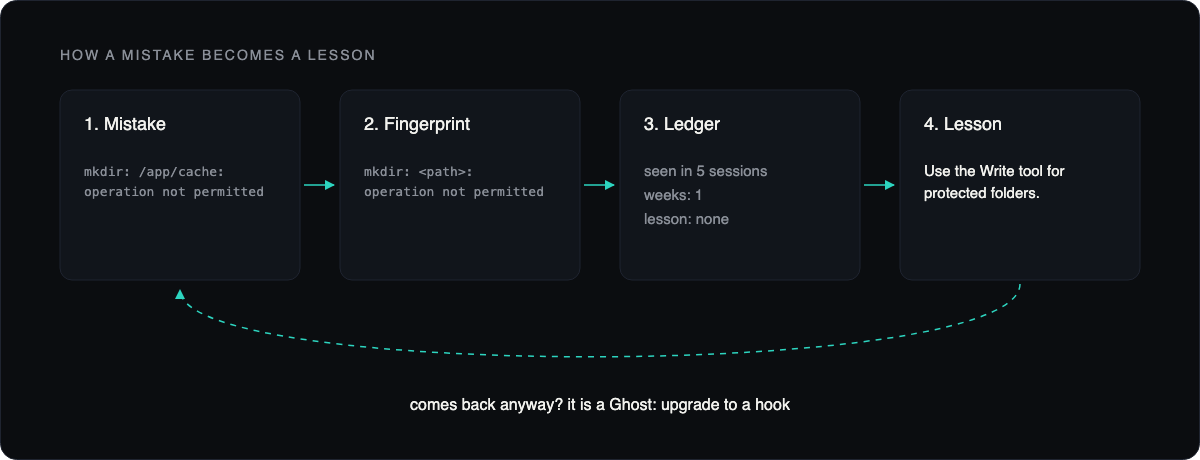 HOW A MISTAKE BECOMES A LESSON
1. Mistake
mkdir: /app/cache:
operation not permitted
2. Fingerprint
mkdir: <path>:
operation not permitted
3. Ledger
seen in 5 sessions
weeks: 1
lesson: none
4. Lesson
Use the Write tool for
protected folders.
comes back anyway? it is a Ghost: upgrade to a hook